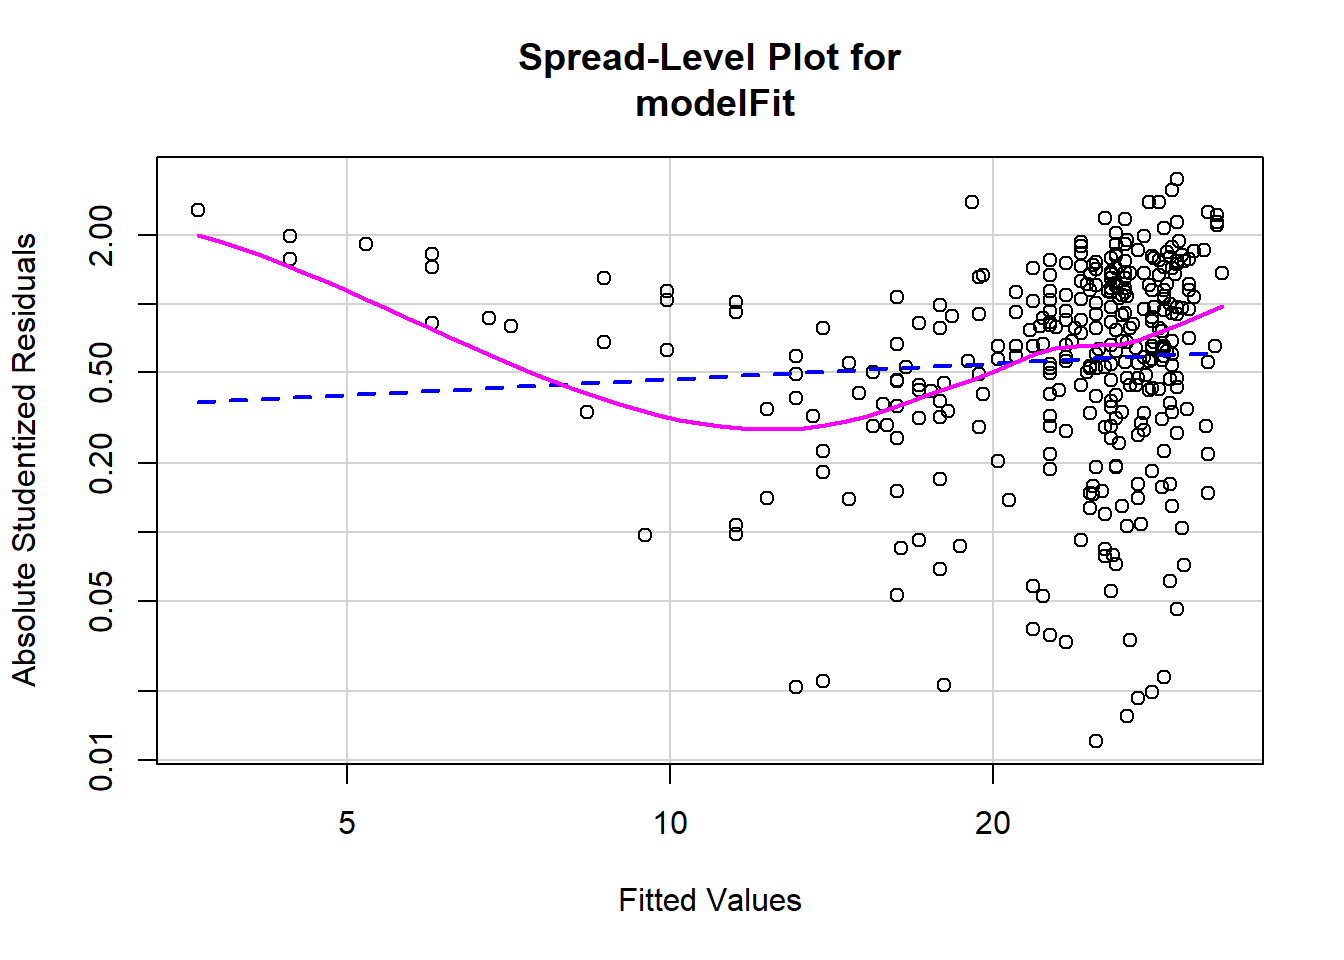 Spread-Level Plot for
modelFit
Absolute Studentized Residuals
2.00
0.50
0.20
0.05
0.01
5
10
20
Fitted Values